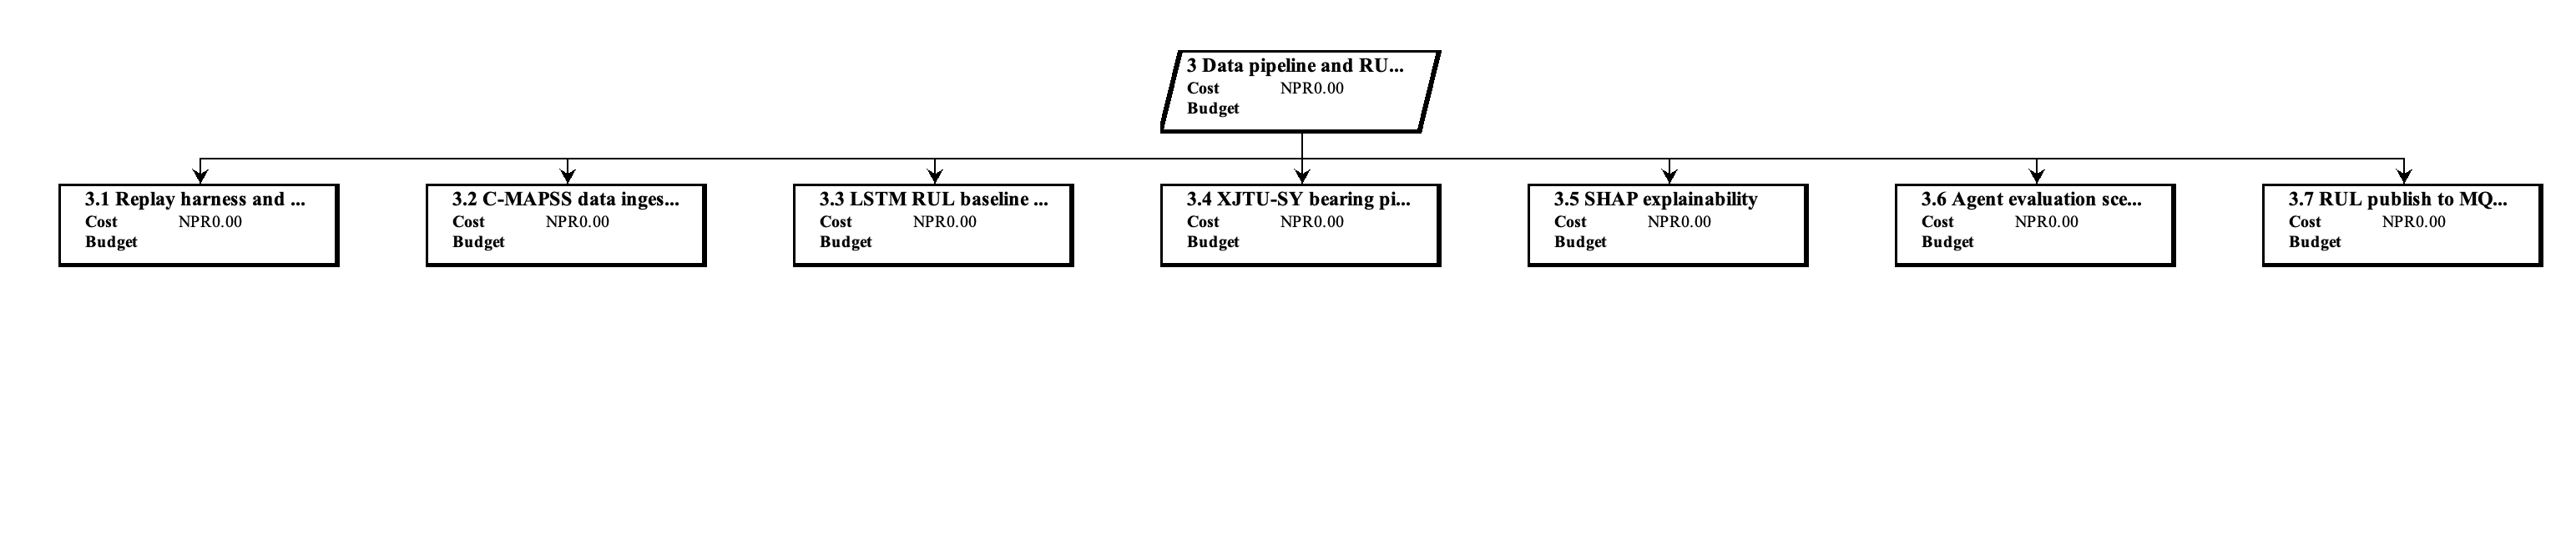 3 Data pipeline and RU...
Cost NPR0.00
Budget
3.1 Replay harness and ...
Cost NPR0.00
Budget
3.2 C-MAPSS data inges...
Cost NPR0.00
Budget
3.3 LSTM RUL baseline ...
Cost NPR0.00
Budget
3.4 XJTU-SY bearing pi...
Cost NPR0.00
Budget
3.5 SHAP explainability
Cost NPR0.00
Budget
3.6 Agent evaluation sce...
Cost NPR0.00
Budget
3.7 RUL publish to MQ...
Cost NPR0.00
Budget